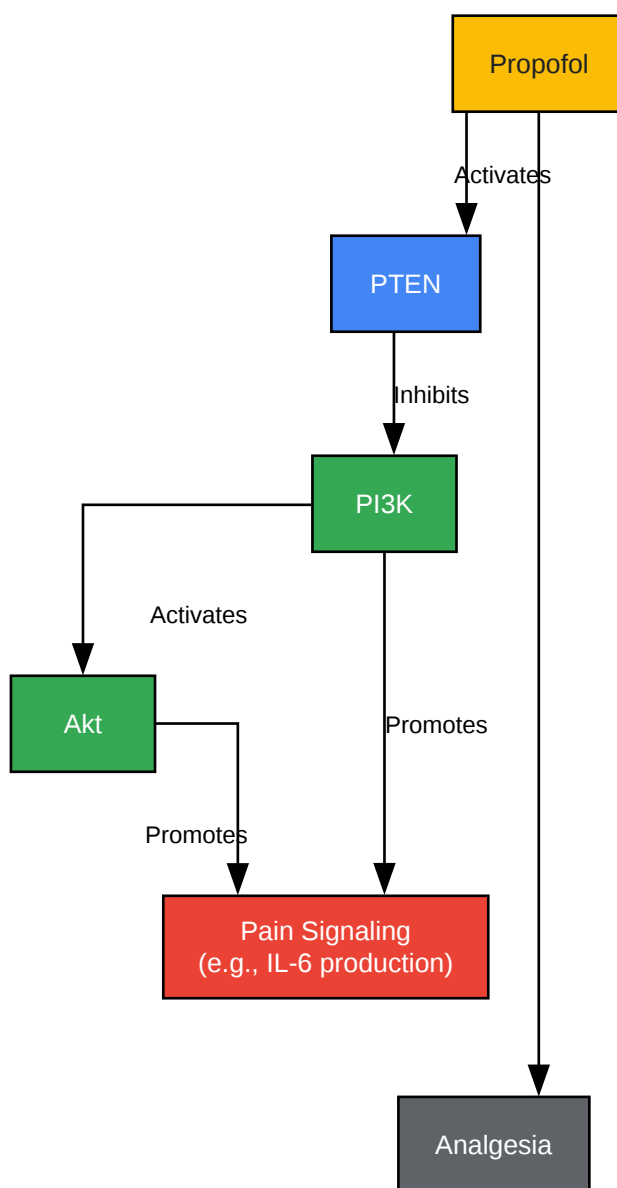 Propofol
Activates
PTEN
Inhibits
PI3K
Activates
Akt
Promotes
Promotes
Pain Signaling
(e.g., IL-6 production)
Analgesia